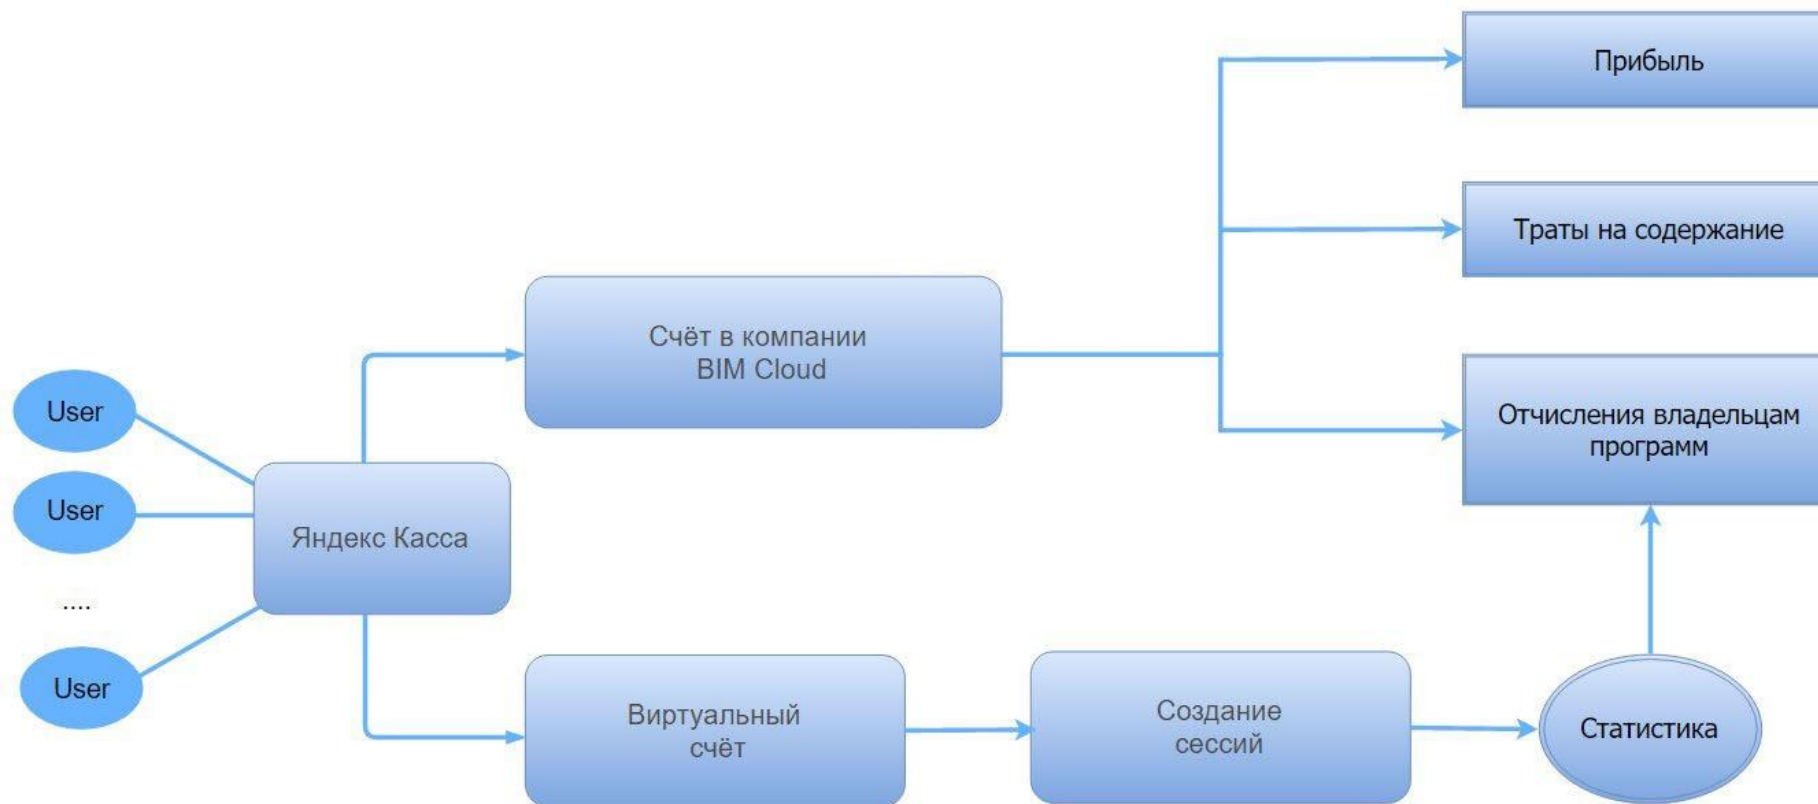 Прибыль
Траты на содержание
Счёт в компании
BIM Cloud
Отчисления владельцам
программ
User
User
....
User
Яндекс Касса
Виртуальный
счёт
Создание
сессий
Статистика